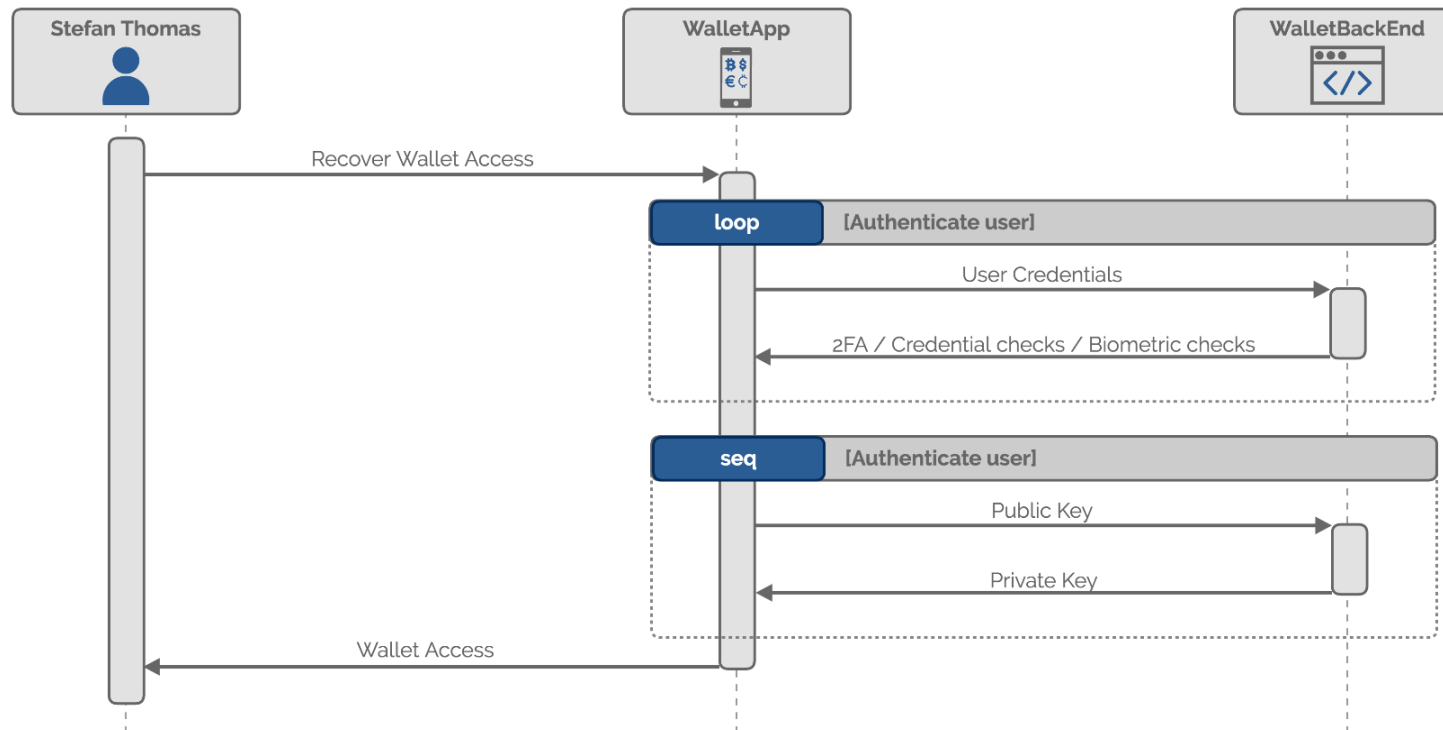 Stefan Thomas
WalletApp
WalletBackEnd
₿ $
€ ₵
</>
Recover Wallet Access
loop [Authenticate user]
User Credentials
2FA / Credential checks / Biometric checks
seq [Authenticate user]
Public Key
Private Key
Wallet Access